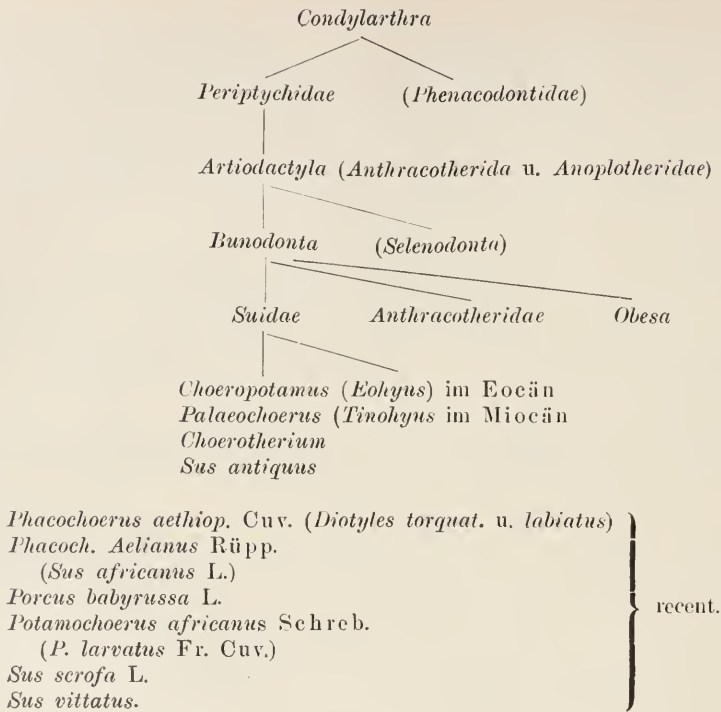 Condylarthra
Periptychidae (Phenacodontidae)
Artiodactyla (Anthracotherida u. Anoplotheridae)
Bunodonta (Selenodonta)
Suidae Anthracotheridae Obesa
Choeropotamus (Eohyus) im Eocän
Palaeochoerus (Tinohyus im Miocän
Choerotherium
Sus antiquus
Phacochoerus aethiop. Cuv. (Diotyles torquat. u. labiatus)
Phacoch. Aelianus Rüpp.
(Sus africanus L.)
Porcus babyrussa L.
Potamochoerus africanus Schreb.
(P. larvatus Fr. Cuv.)
Sus scrofa L.
Sus vittatus.
recent.